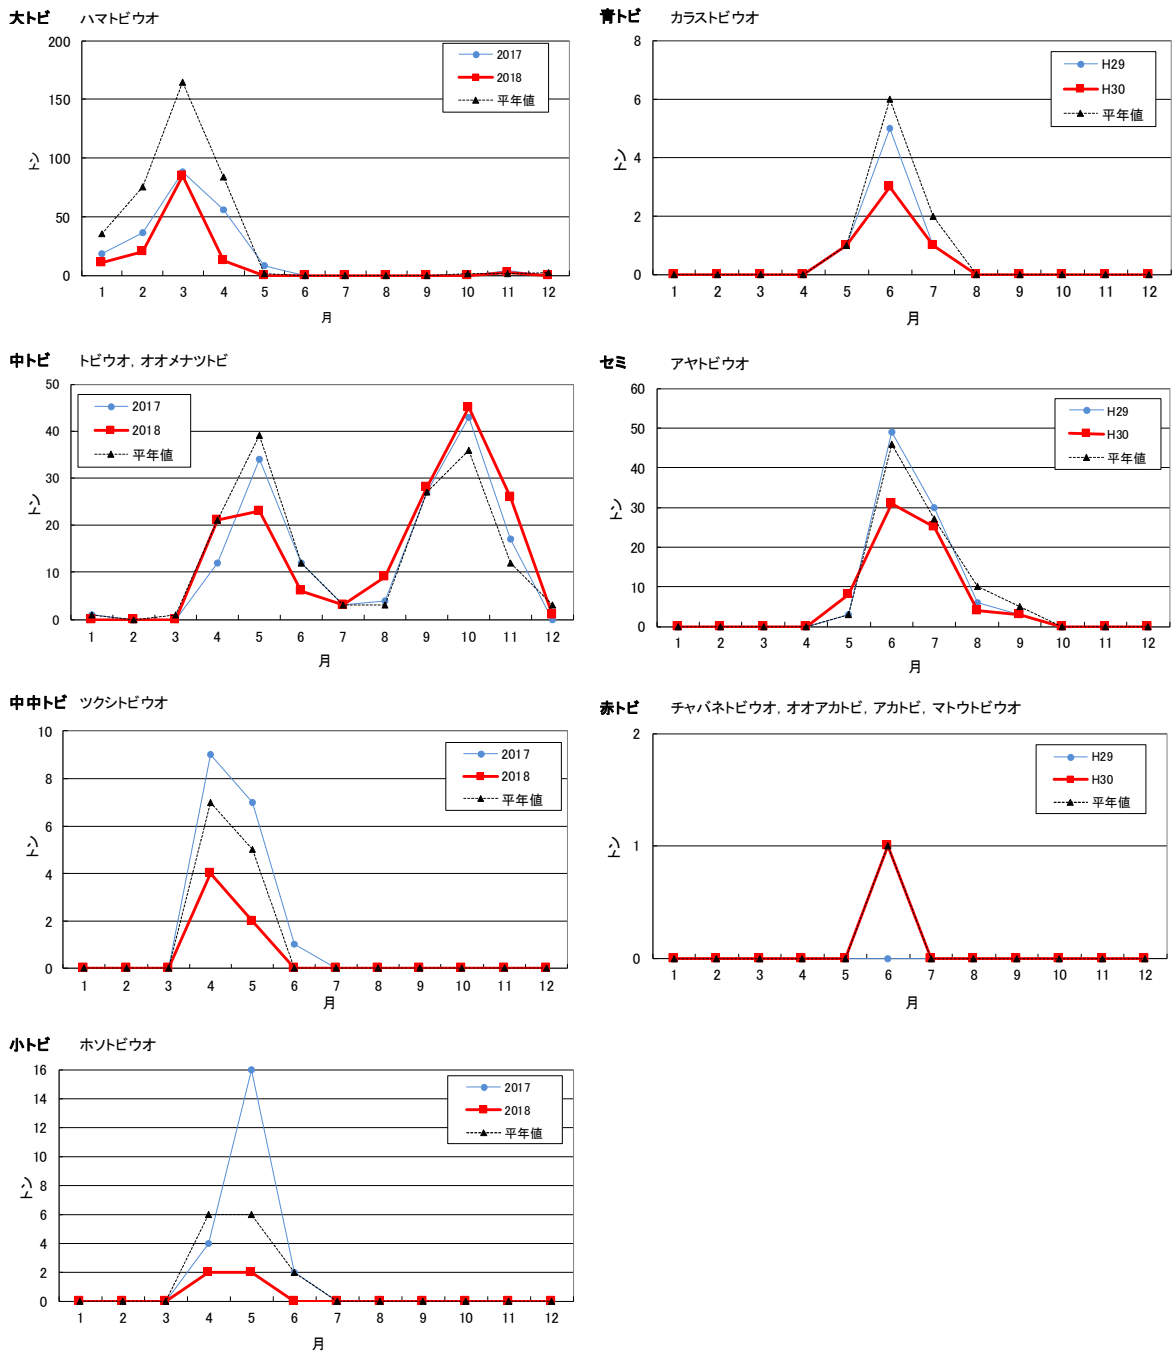 大トビ ハマトビウオ
200
150
100
50
0
トン
1 2 3 4 5 6 7 8 9 10 11 12
月
2017
2018
平年値
青トビ カラストビウオ
8
6
4
2
0
トン
1 2 3 4 5 6 7 8 9 10 11 12
月
H29
H30
平年値
中トビ トビウオ, オオメナツトビ
50
40
30
20
10
0
トン
1 2 3 4 5 6 7 8 9 10 11 12
月
2017
2018
平年値
セミ アヤトビウオ
60
50
40
30
20
10
0
トン
1 2 3 4 5 6 7 8 9 10 11 12
月
H29
H30
平年値
中中トビ ツクシトビウオ
10
8
6
4
2
0
トン
1 2 3 4 5 6 7 8 9 10 11 12
月
2017
2018
平年値
赤トビ チャバネトビウオ, オオアカトビ, アカトビ, マトウトビウオ
2
1
0
トン
1 2 3 4 5 6 7 8 9 10 11 12
月
H29
H30
平年値
小トビ ホソトビウオ
16
14
12
10
8
6
4
2
0
トン
1 2 3 4 5 6 7 8 9 10 11 12
月
2017
2018
平年値